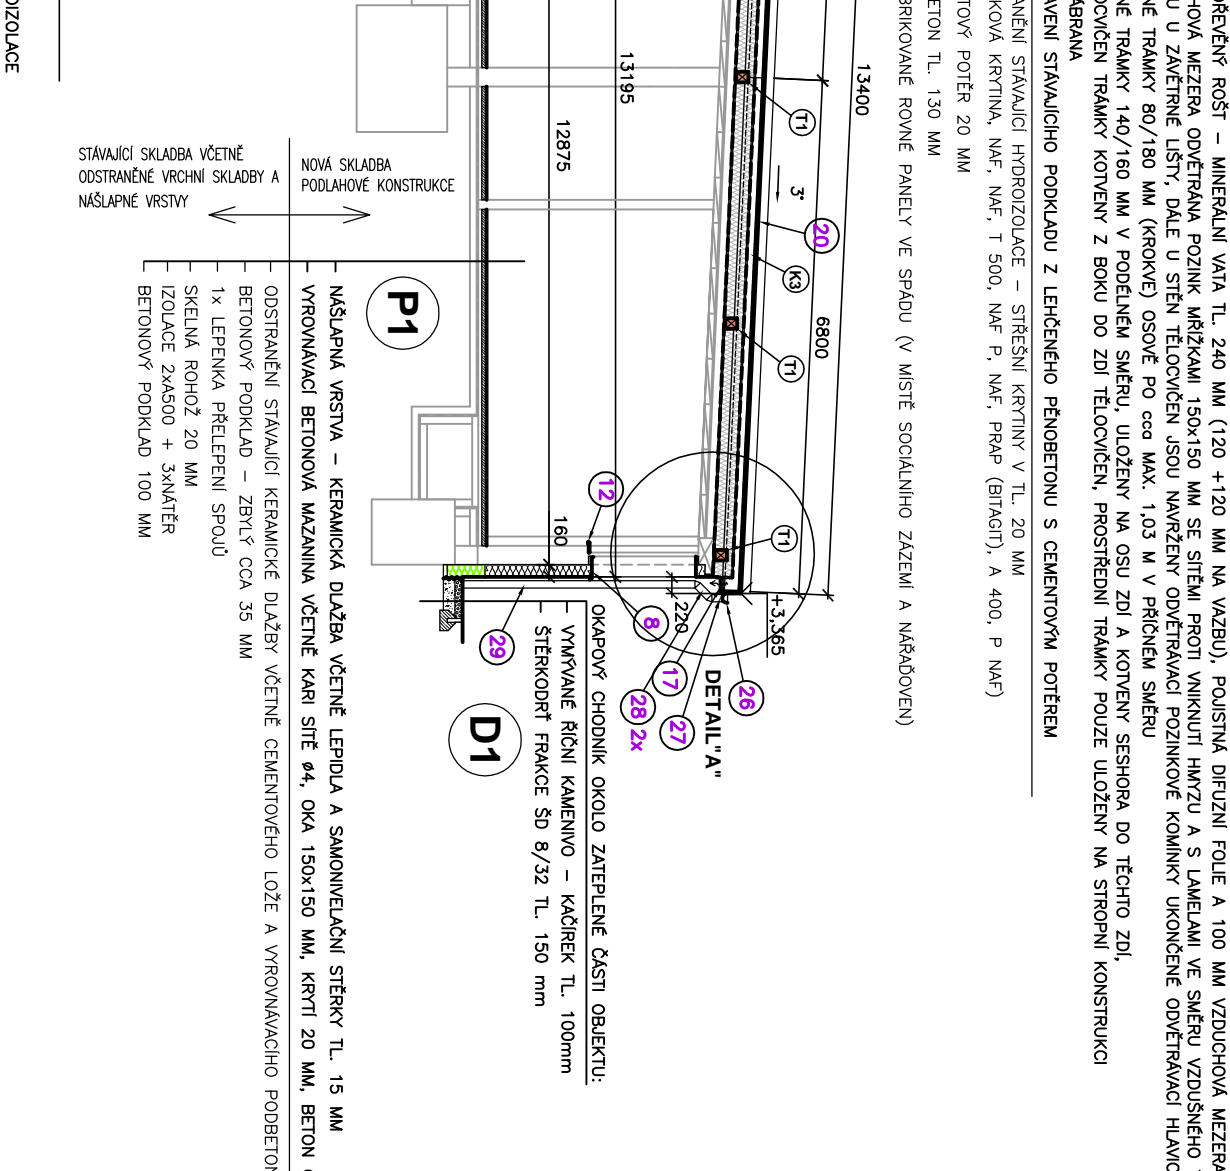 DŘEVĚNÝ ROŠT – MINERÁLNÍ VATA TL. 240 MM (120 +120 MM NA VAZBU), POJISTNÁ DIFUZNÍ FOLIE A 100 MM VZDUCHOVÁ MEZERA
CHOVÁ MEZERA ODVĚTRÁNA POZINK MŘÍŽKAMI 150x150 MM SE SÍTĚMI PROTI VNIKNUTÍ HMYZU A S LAMELAMI VE SMĚRU VZDUŠNÉHO
U ZÁVĚTRNÉ LIŠTY, DÁLE U STĚN TĚLOCVIČEN JSOU NAVRŽENY ODVĚTRÁVACÍ POZINKOVÉ KOMÍNKY UKONČENÉ ODVĚTRÁVACÍ HLAVIC
NÉ TRÁMKY 80/180 MM (KROKVE) OSOVĚ PO cca MAX. 1,03 M V PŘÍČNÉM SMĚRU
NÉ TRÁMKY 140/160 MM V PODÉLNÉM SMĚRU, ULOŽENY NA OSU ZDÍ A KOTVENY SESHORA DO TĚCHTO ZDÍ,
OCVIČEN TRÁMKY KOTVENY Z BOKU DO ZDÍ TĚLOCVIČEN, PROSTŘEDNÍ TRÁMKY POUZE ULOŽENY NA STROPNÍ KONSTRUKCI
ÁBRANA
AVENÍ STÁVAJÍCÍHO PODKLADU Z LEHČENÉHO PĚNOBETONU S CEMENTOVÝM POTĚREM
ANĚNÍ STÁVAJÍCÍ HYDROIZOLACE – STŘEŠNÍ KRYTINY V TL. 20 MM
KOVÁ KRYTINA, NAF, NAF, T 500, NAF P, NAF, PRAP (BITAGIT), A 400, P NAF)
TOVÝ POTĚR 20 MM
ETON TL. 130 MM
BRIKOVANÉ ROVNÉ PANELY VE SPÁDU (V MÍSTĚ SOCIÁLNÍHO ZÁZEMÍ A NÁŘAĎOVEN)
13400
6800
T1
3°
20
K3
T1
T1
+3,365
13195
12875
160
220
12
8
17
26
27
28 2x
29
DETAIL "A"
D1
OKAPOVÝ CHODNÍK OKOLO ZATEPLENÉ ČÁSTI OBJEKTU:
VYMÝVANÉ ŘÍČNÍ KAMENIVO – KAČÍREK TL. 100mm
ŠTĚRKODRŤ FRAKCE ŠD 8/32 TL. 150 mm
P1
NOVÁ SKLADBA
PODLAHOVÉ KONSTRUKCE
STÁVAJÍCÍ SKLADBA VČETNĚ
ODSTRANĚNÉ VRCHNÍ SKLADBY A
NÁŠLAPNÉ VRSTVY
NÁŠLAPNÁ VRSTVA – KERAMICKÁ DLAŽBA VČETNĚ LEPIDLA A SAMONIVELAČNÍ STĚRKY TL. 15 MM
VYROVNÁVACÍ BETONOVÁ MAZANINA VČETNĚ KARI SÍTĚ ø4, OKA 150x150 MM, KRYTÍ 20 MM, BETON
ODSTRANĚNÍ STÁVAJÍCÍ KERAMICKÉ DLAŽBY VČETNĚ CEMENTOVÉHO LOŽE A VYROVNÁVACÍHO PODBETON
BETONOVÝ PODKLAD – ZBYLÝ CCA 35 MM
1x LEPENKA PŘELEPENÍ SPOJŮ
SKELNÁ ROHOŽ 20 MM
IZOLACE 2xA500 + 3xNÁTĚR
BETONOVÝ PODKLAD 100 MM
OIZOLACE